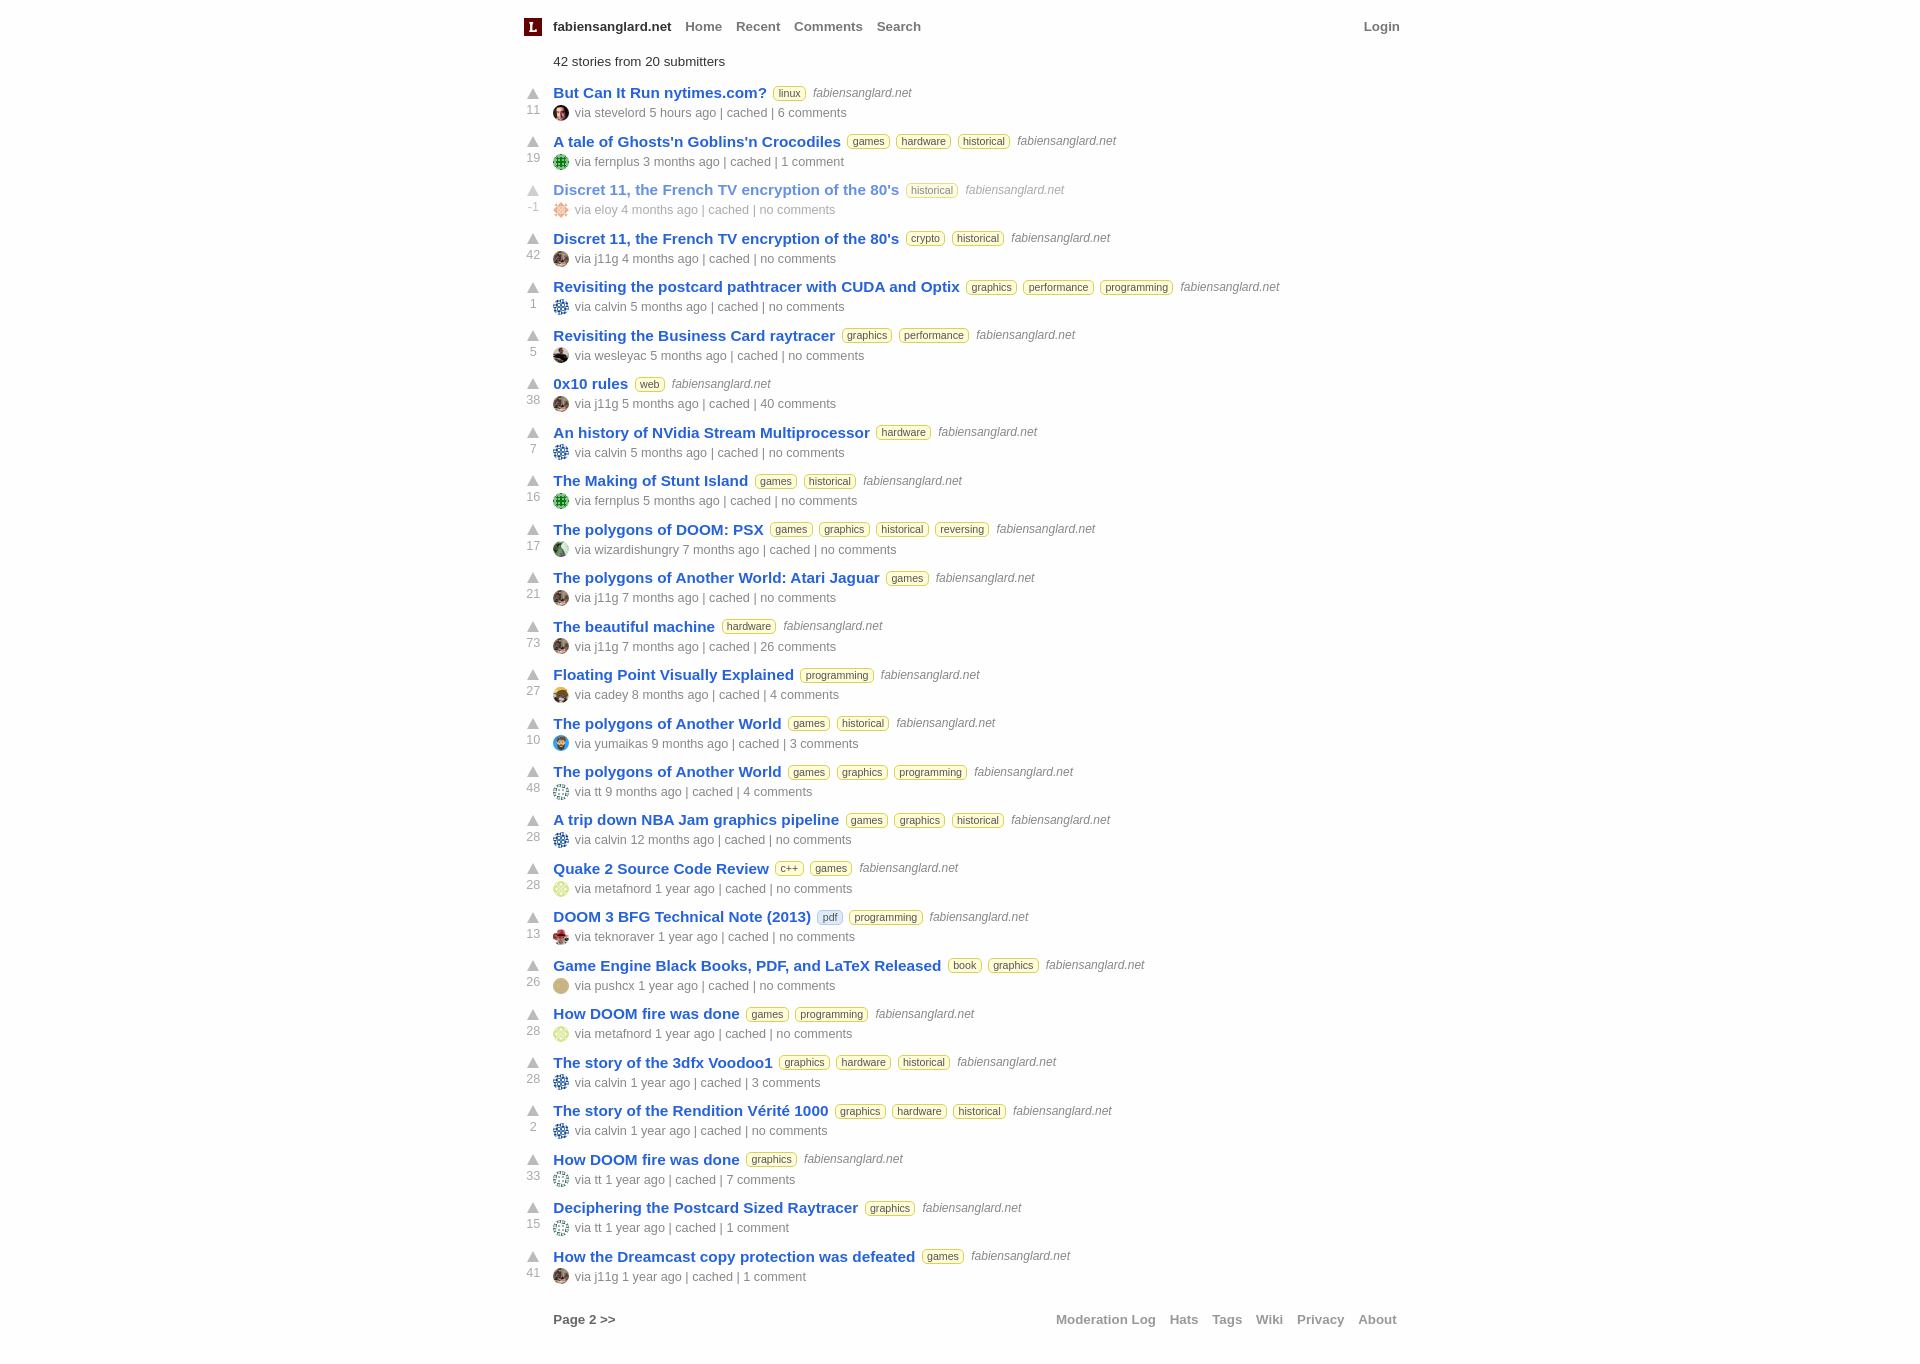 L fabiensanglard.net Home Recent Comments Search Login
42 stories from 20 submitters
But Can It Run nytimes.com? linux fabiensanglard.net
11 via stevelord 5 hours ago | cached | 6 comments
A tale of Ghosts'n Goblins'n Crocodiles games hardware historical fabiensanglard.net
19 via fernplus 3 months ago | cached | 1 comment
Discret 11, the French TV encryption of the 80's historical fabiensanglard.net
-1 via eloy 4 months ago | cached | no comments
Discret 11, the French TV encryption of the 80's crypto historical fabiensanglard.net
42 via j11g 4 months ago | cached | no comments
Revisiting the postcard pathtracer with CUDA and Optix graphics performance programming fabiensanglard.net
1 via calvin 5 months ago | cached | no comments
Revisiting the Business Card raytracer graphics performance fabiensanglard.net
5 via wesleyac 5 months ago | cached | no comments
0x10 rules web fabiensanglard.net
38 via j11g 5 months ago | cached | 40 comments
An history of NVidia Stream Multiprocessor hardware fabiensanglard.net
7 via calvin 5 months ago | cached | no comments
The Making of Stunt Island games historical fabiensanglard.net
16 via fernplus 5 months ago | cached | no comments
The polygons of DOOM: PSX games graphics historical reversing fabiensanglard.net
17 via wizardishungry 7 months ago | cached | no comments
The polygons of Another World: Atari Jaguar games fabiensanglard.net
21 via j11g 7 months ago | cached | no comments
The beautiful machine hardware fabiensanglard.net
73 via j11g 7 months ago | cached | 26 comments
Floating Point Visually Explained programming fabiensanglard.net
27 via cadey 8 months ago | cached | 4 comments
The polygons of Another World games historical fabiensanglard.net
10 via yumaikas 9 months ago | cached | 3 comments
The polygons of Another World games graphics programming fabiensanglard.net
48 via tt 9 months ago | cached | 4 comments
A trip down NBA Jam graphics pipeline games graphics historical fabiensanglard.net
28 via calvin 12 months ago | cached | no comments
Quake 2 Source Code Review c++ games fabiensanglard.net
28 via metafnord 1 year ago | cached | no comments
DOOM 3 BFG Technical Note (2013) pdf programming fabiensanglard.net
13 via teknoraver 1 year ago | cached | no comments
Game Engine Black Books, PDF, and LaTeX Released book graphics fabiensanglard.net
26 via pushcx 1 year ago | cached | no comments
How DOOM fire was done games programming fabiensanglard.net
28 via metafnord 1 year ago | cached | no comments
The story of the 3dfx Voodoo1 graphics hardware historical fabiensanglard.net
28 via calvin 1 year ago | cached | 3 comments
The story of the Rendition Vérité 1000 graphics hardware historical fabiensanglard.net
2 via calvin 1 year ago | cached | no comments
How DOOM fire was done graphics fabiensanglard.net
33 via tt 1 year ago | cached | 7 comments
Deciphering the Postcard Sized Raytracer graphics fabiensanglard.net
15 via tt 1 year ago | cached | 1 comment
How the Dreamcast copy protection was defeated games fabiensanglard.net
41 via j11g 1 year ago | cached | 1 comment
Page 2 >> Moderation Log Hats Tags Wiki Privacy About